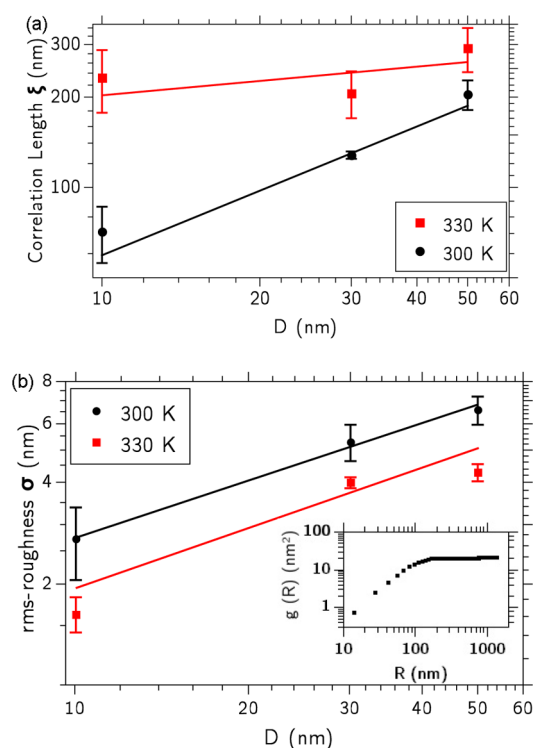 (a)
Correlation Length ξ (nm)
300
200
100
330 K
300 K
10 20 30 40 50 60
D (nm)
(b)
rms-roughness σ (nm)
8
6
4
2
300 K
330 K
g (R) (nm²)
100
10
1
10 100 1000
R (nm)
10 20 30 40 50 60
D (nm)